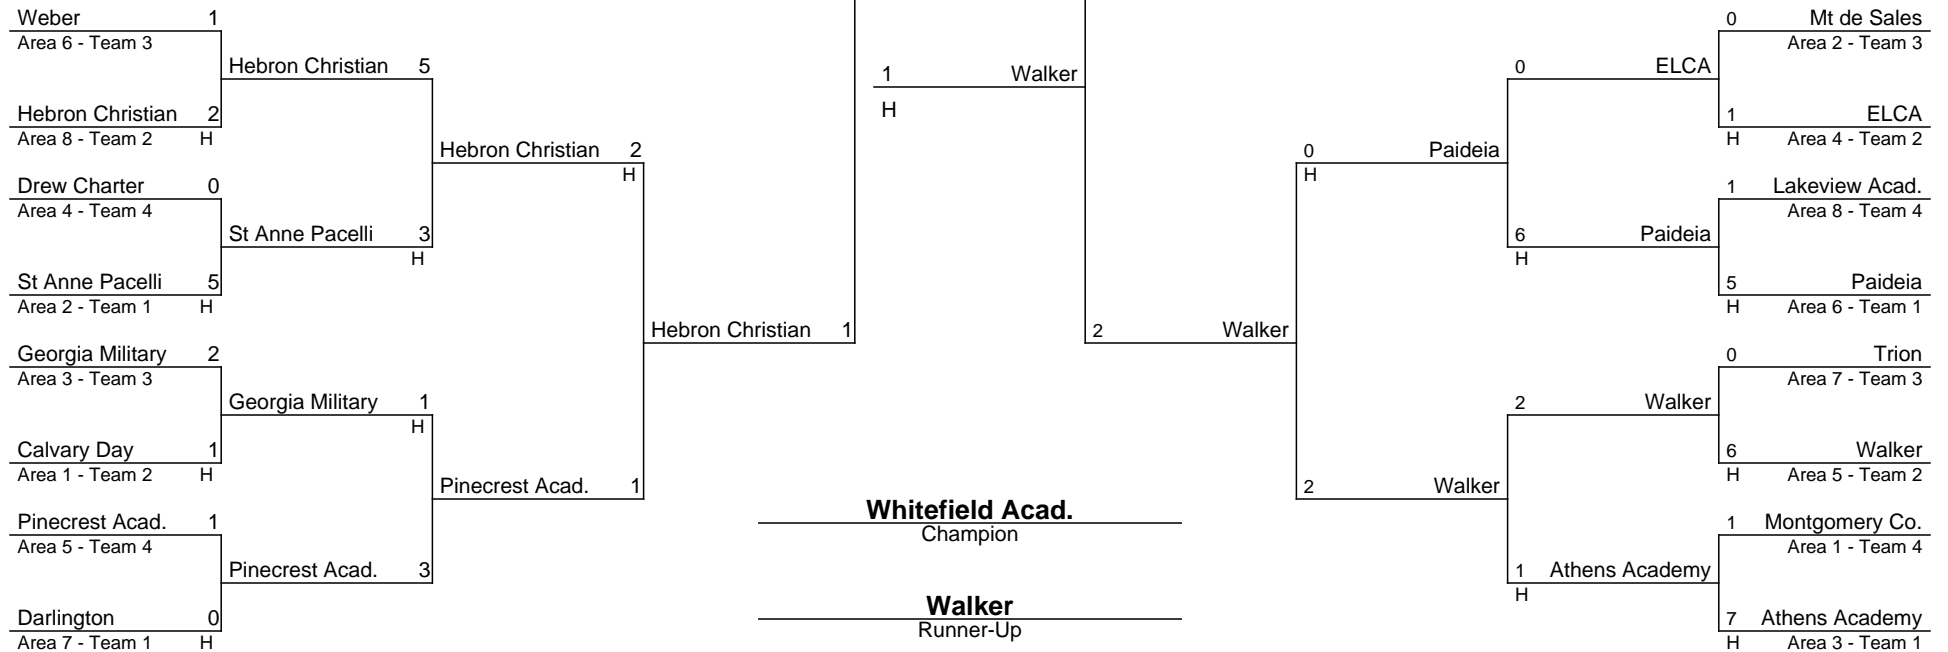 Weber 1
Area 6 - Team 3
Hebron Christian 5
Hebron Christian 2
Area 8 - Team 2 H
Hebron Christian 2
H
Drew Charter 0
Area 4 - Team 4
St Anne Pacelli 3
H
St Anne Pacelli 5
Area 2 - Team 1 H
Hebron Christian 1
Georgia Military 2
Area 3 - Team 3
Georgia Military 1
H
Calvary Day 1
Area 1 - Team 2 H
Pinecrest Acad. 1
Pinecrest Acad. 1
Area 5 - Team 4
Pinecrest Acad. 3
Darlington 0
Area 7 - Team 1 H
1 Walker
H
Whitefield Acad.
Champion
Walker
Runner-Up
0 Mt de Sales
Area 2 - Team 3
0 ELCA
1 ELCA
H Area 4 - Team 2
0 Paideia
H
1 Lakeview Acad.
Area 8 - Team 4
6 Paideia
H
5 Paideia
H Area 6 - Team 1
2 Walker
0 Trion
Area 7 - Team 3
2 Walker
6 Walker
H Area 5 - Team 2
2 Walker
1 Montgomery Co.
Area 1 - Team 4
1 Athens Academy
H
7 Athens Academy
H Area 3 - Team 1